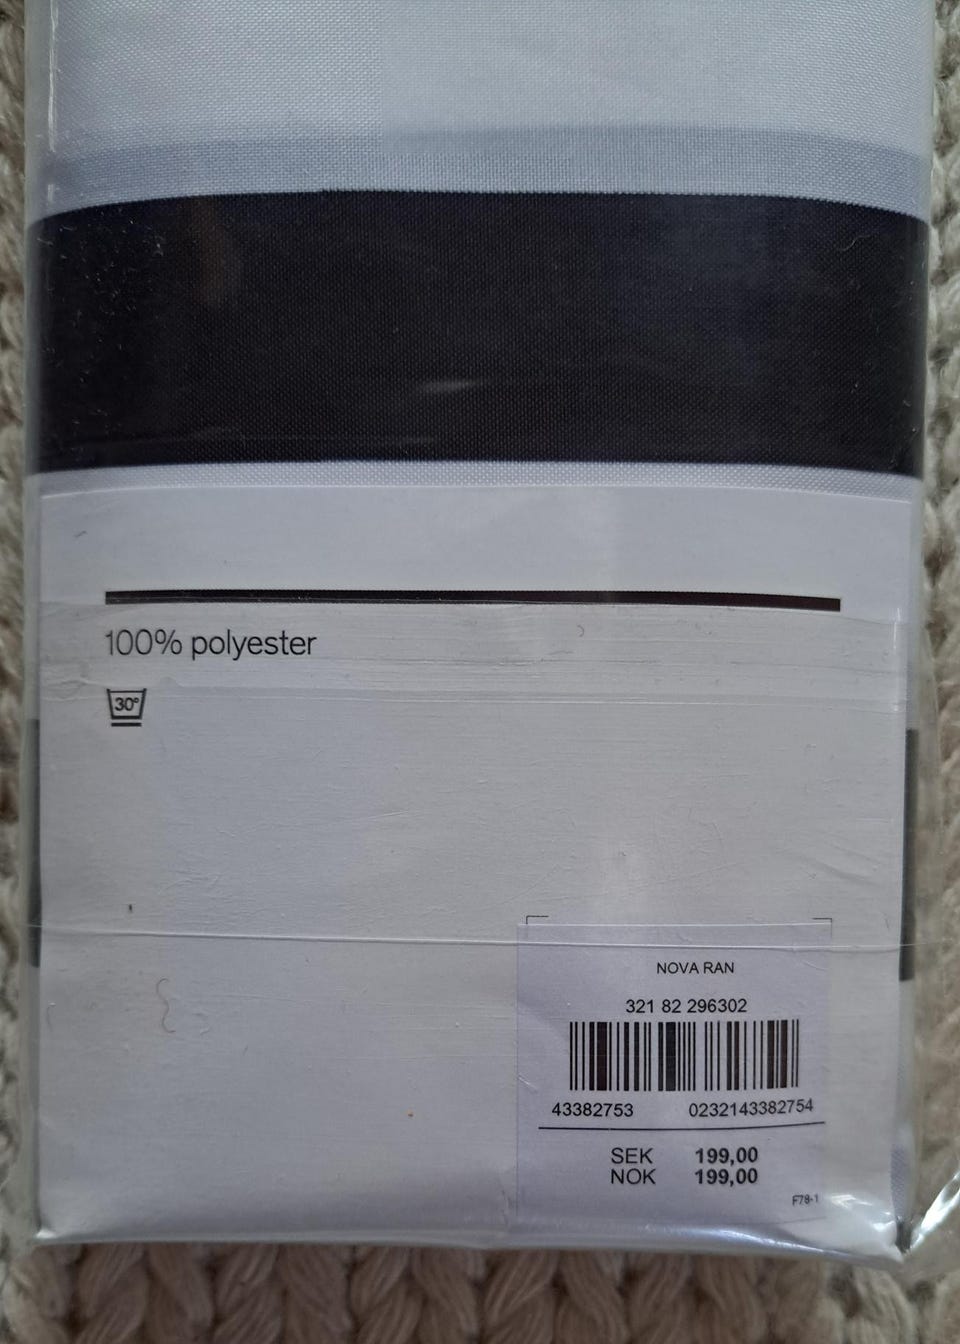 100% polyester
30°
NOVA RAN
321 82 296302
43382753 0232143382754
SEK 199,00
NOK 199,00
F78-1